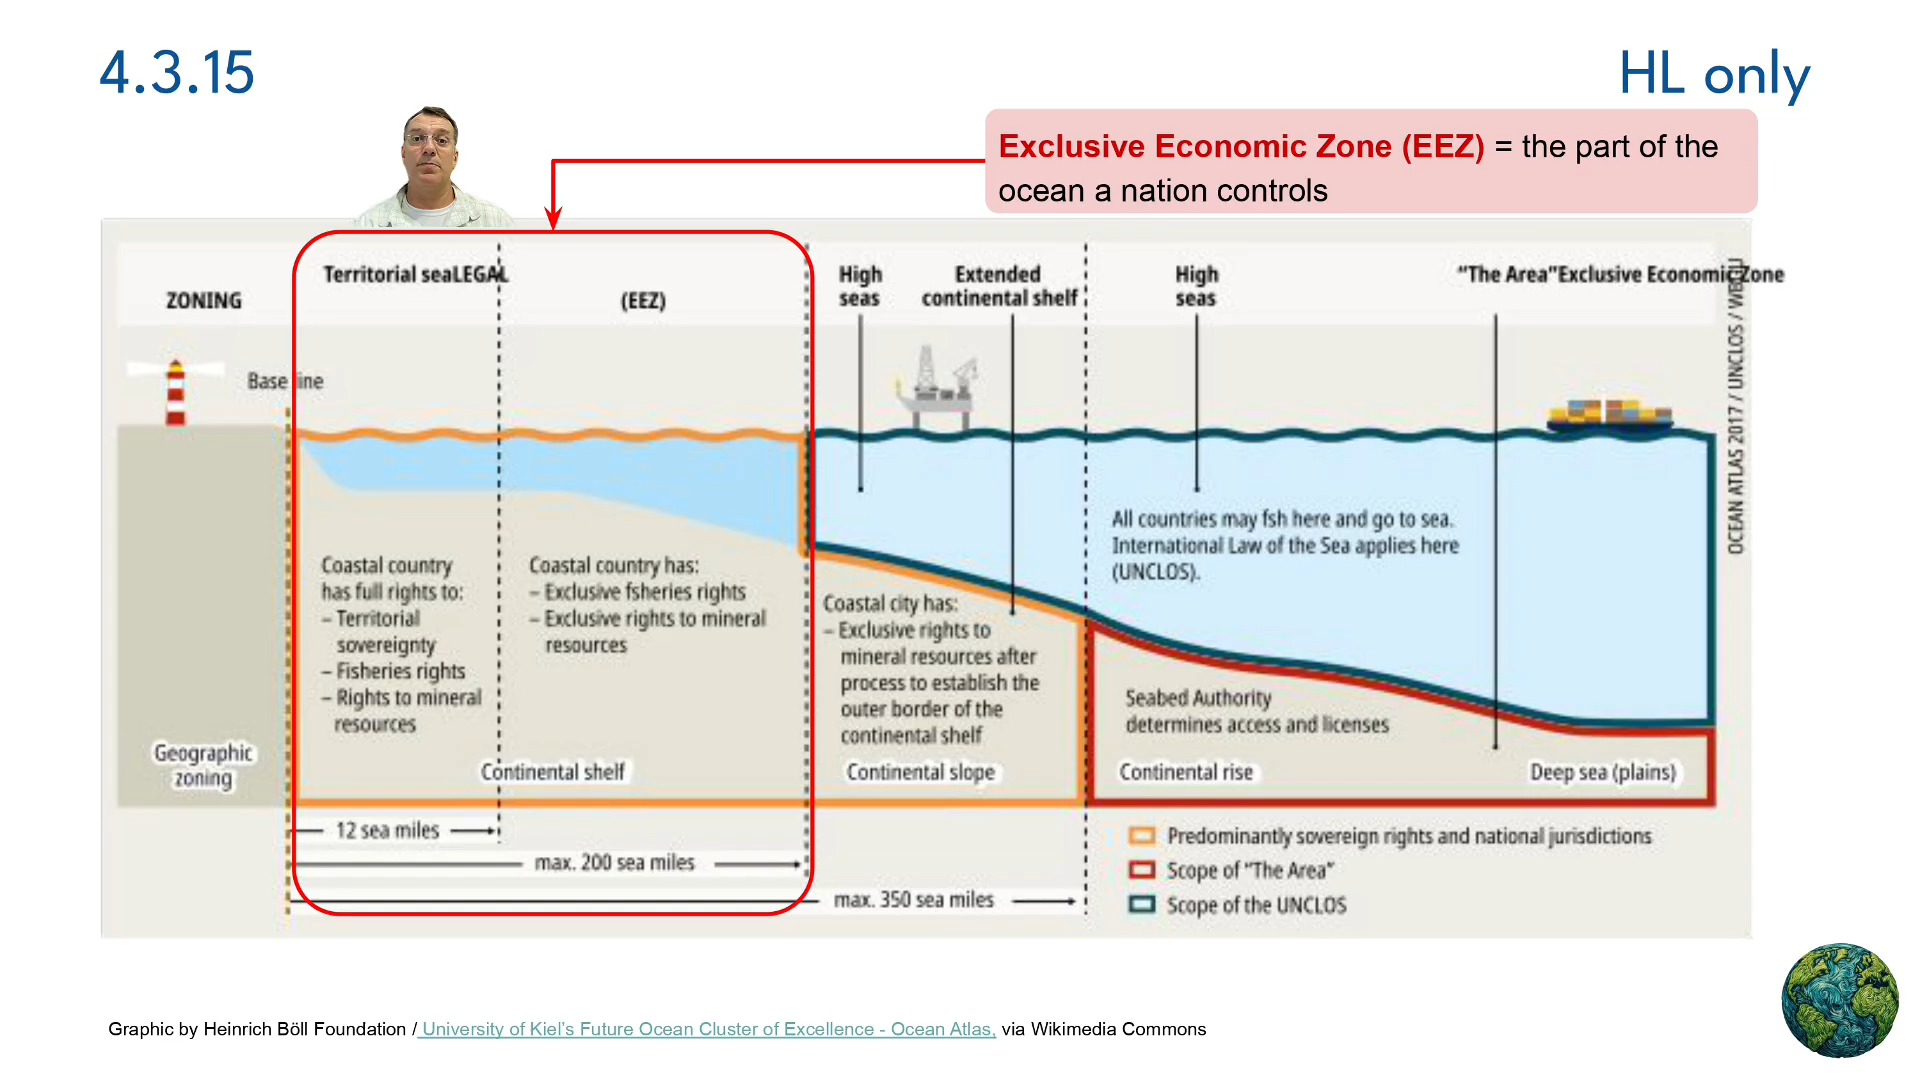 4.3.15
HL only
Exclusive Economic Zone (EEZ) = the part of the
ocean a nation controls
ZONING
Territorial seaLEGAL
(EEZ)
High
seas
Extended
continental shelf
High
seas
“The Area”Exclusive Economic Zone
Base line
Coastal country
has full rights to:
– Territorial
sovereignty
– Fisheries rights
– Rights to mineral
resources
Coastal country has:
– Exclusive fsheries rights
– Exclusive rights to mineral
resources
Coastal city has:
– Exclusive rights to
mineral resources after
process to establish the
outer border of the
continental shelf
All countries may fsh here and go to sea.
International Law of the Sea applies here
(UNCLOS).
Seabed Authority
determines access and licenses
Geographic
zoning
Continental shelf
Continental slope
Continental rise
Deep sea (plains)
12 sea miles
max. 200 sea miles
max. 350 sea miles
Predominantly sovereign rights and national jurisdictions
Scope of “The Area”
Scope of the UNCLOS
OCEAN ATLAS 2017 / UNCLOS /
Graphic by Heinrich Böll Foundation / University of Kiel’s Future Ocean Cluster of Excellence - Ocean Atlas, via Wikimedia Commons